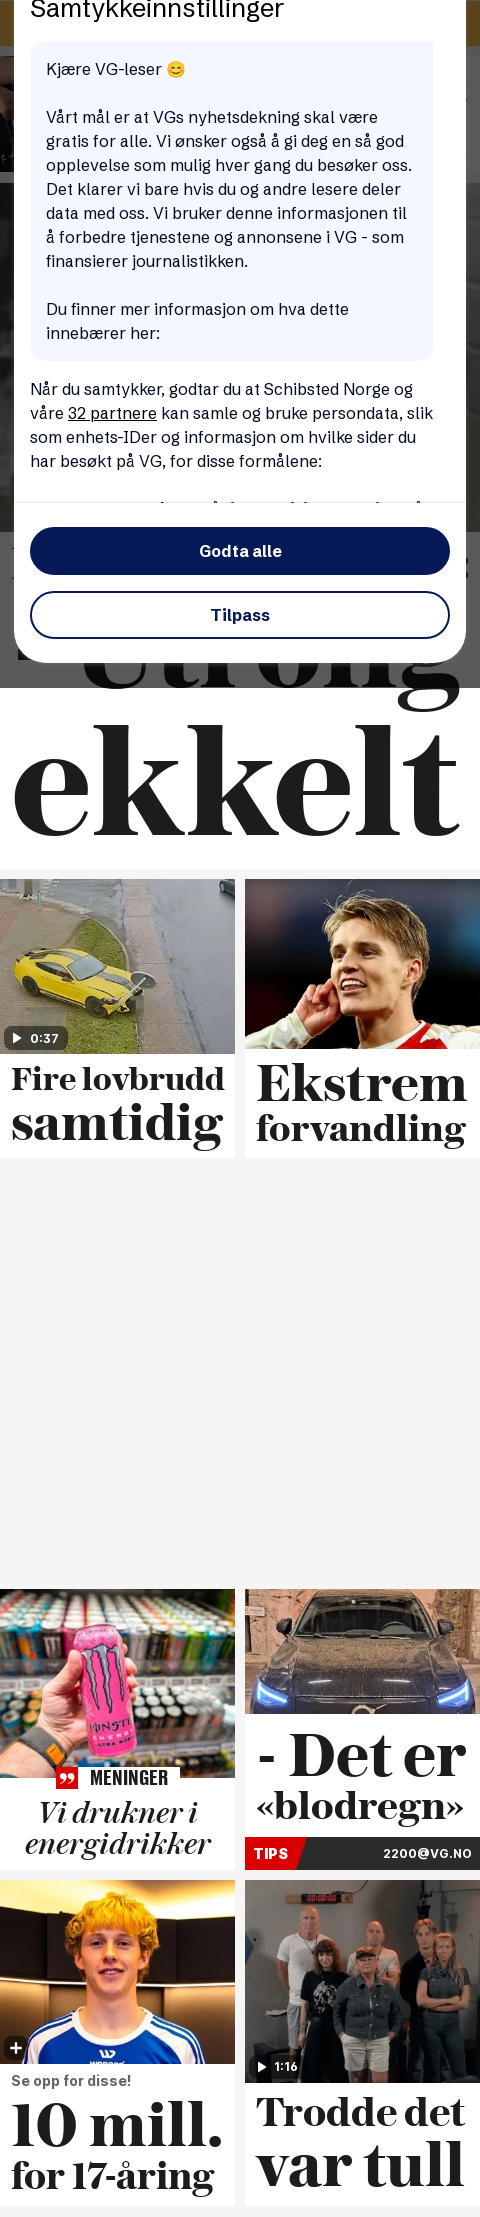 Samtykkeinnstillinger
Kjære VG-leser 😊
Vårt mål er at VGs nyhetsdekning skal være
gratis for alle. Vi ønsker også å gi deg en så god
opplevelse som mulig hver gang du besøker oss.
Det klarer vi bare hvis du og andre lesere deler
data med oss. Vi bruker denne informasjonen til
å forbedre tjenestene og annonsene i VG - som
finansierer journalistikken.
Du finner mer informasjon om hva dette
innebærer her:
Når du samtykker, godtar du at Schibsted Norge og
våre 32 partnere kan samle og bruke persondata, slik
som enhets-IDer og informasjon om hvilke sider du
har besøkt på VG, for disse formålene:
Godta alle
Tilpass
ekkelt
0:37
Fire lovbrudd
samtidig
Ekstrem
forvandling
MONSTER
ENERGY
ULTRA ROSÁ
MENINGER
Vi drukner i
energidrikker
- Det er
«blodregn»
TIPS
2200@VG.NO
Se opp for disse!
10 mill.
for 17-åring
1:16
Trodde det
var tull